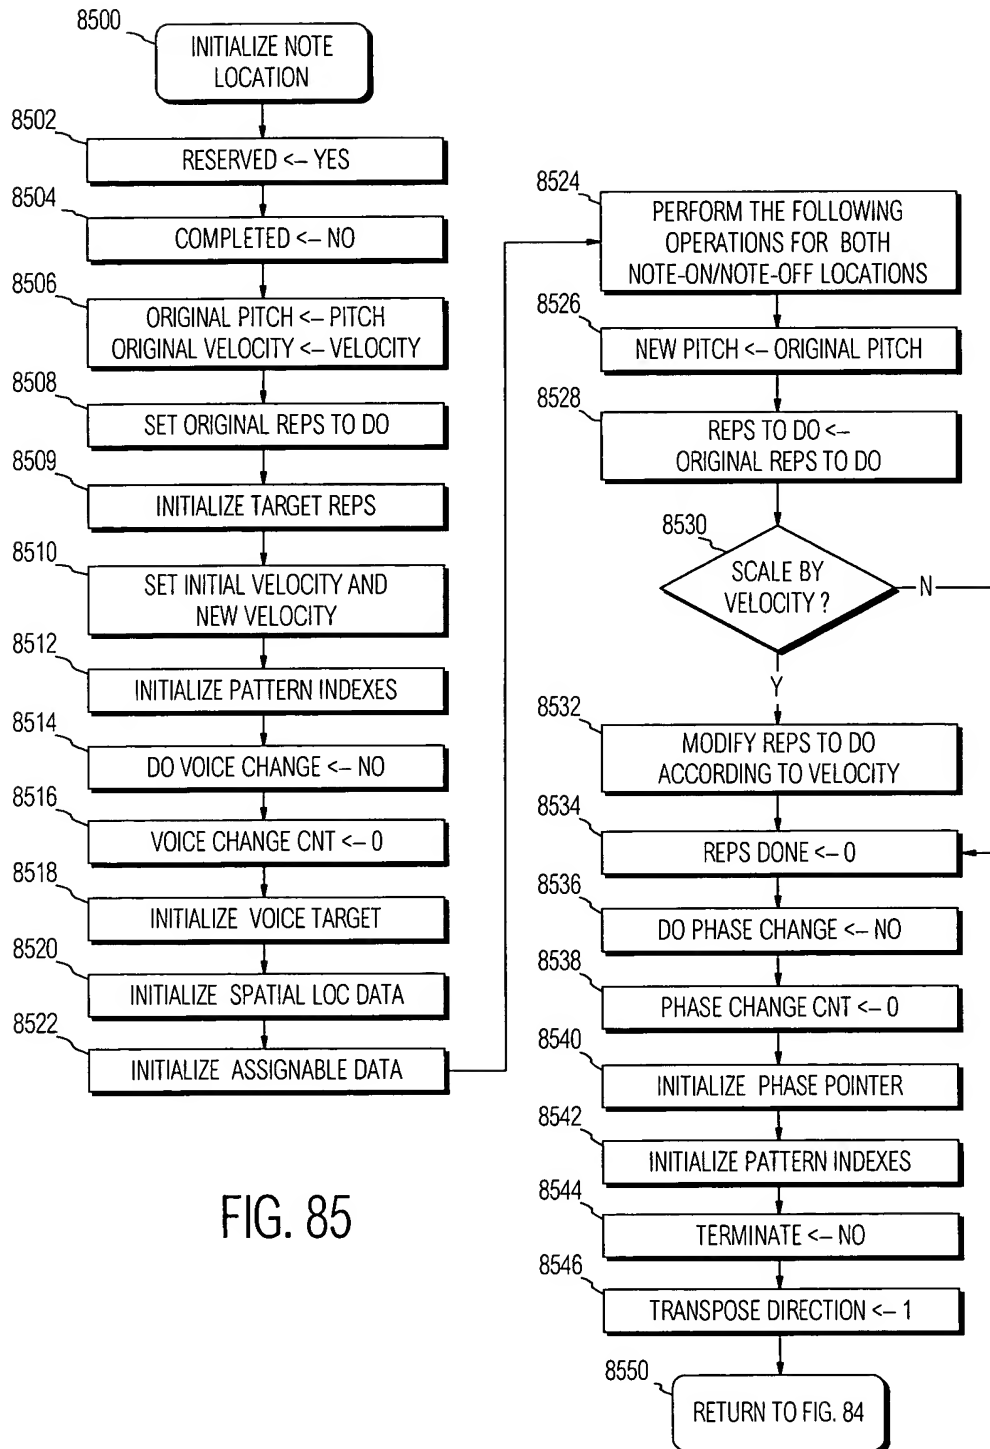 8500
INITIALIZE NOTE
LOCATION
8502
RESERVED <– YES
8504
COMPLETED <– NO
8506
ORIGINAL PITCH <– PITCH
ORIGINAL VELOCITY <– VELOCITY
8508
SET ORIGINAL REPS TO DO
8509
INITIALIZE TARGET REPS
8510
SET INITIAL VELOCITY AND
NEW VELOCITY
8512
INITIALIZE PATTERN INDEXES
8514
DO VOICE CHANGE <– NO
8516
VOICE CHANGE CNT <– 0
8518
INITIALIZE VOICE TARGET
8520
INITIALIZE SPATIAL LOC DATA
8522
INITIALIZE ASSIGNABLE DATA
8524
PERFORM THE FOLLOWING
OPERATIONS FOR BOTH
NOTE-ON/NOTE-OFF LOCATIONS
8526
NEW PITCH <– ORIGINAL PITCH
8528
REPS TO DO <–
ORIGINAL REPS TO DO
8530
SCALE BY
VELOCITY ?
N
Y
8532
MODIFY REPS TO DO
ACCORDING TO VELOCITY
8534
REPS DONE <– 0
8536
DO PHASE CHANGE <– NO
8538
PHASE CHANGE CNT <– 0
8540
INITIALIZE PHASE POINTER
8542
INITIALIZE PATTERN INDEXES
8544
TERMINATE <– NO
8546
TRANSPOSE DIRECTION <– 1
8550
RETURN TO FIG. 84
FIG. 85